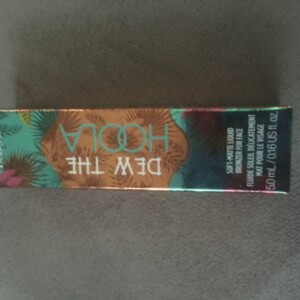 DEW THE
HOOLA
SOFT-MATTE LIQUID
BRONZER FOR FACE
FLUIDE SOLEIL DÉLICATEMENT
MAT POUR LE VISAGE
5.0 mL / 0.16 US fl. oz.